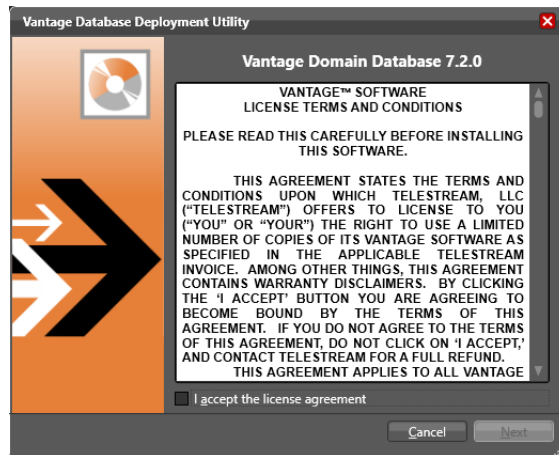 Vantage Database Deployment Utility
Vantage Domain Database 7.2.0
VANTAGE™ SOFTWARE
LICENSE TERMS AND CONDITIONS
PLEASE READ THIS CAREFULLY BEFORE INSTALLING
THIS SOFTWARE.
THIS AGREEMENT STATES THE TERMS AND
CONDITIONS UPON WHICH TELESTREAM, LLC
(“TELESTREAM”) OFFERS TO LICENSE TO YOU
(“YOU” OR “YOUR”) THE RIGHT TO USE A LIMITED
NUMBER OF COPIES OF ITS VANTAGE SOFTWARE AS
SPECIFIED IN THE APPLICABLE TELESTREAM
INVOICE. AMONG OTHER THINGS, THIS AGREEMENT
CONTAINS WARRANTY DISCLAIMERS. BY CLICKING
THE ‘I ACCEPT’ BUTTON YOU ARE AGREEING TO
BECOME BOUND BY THE TERMS OF THIS
AGREEMENT. IF YOU DO NOT AGREE TO THE TERMS
OF THIS AGREEMENT, DO NOT CLICK ON ‘I ACCEPT,’
AND CONTACT TELESTREAM FOR A FULL REFUND.
THIS AGREEMENT APPLIES TO ALL VANTAGE
I accept the license agreement
Cancel
Next